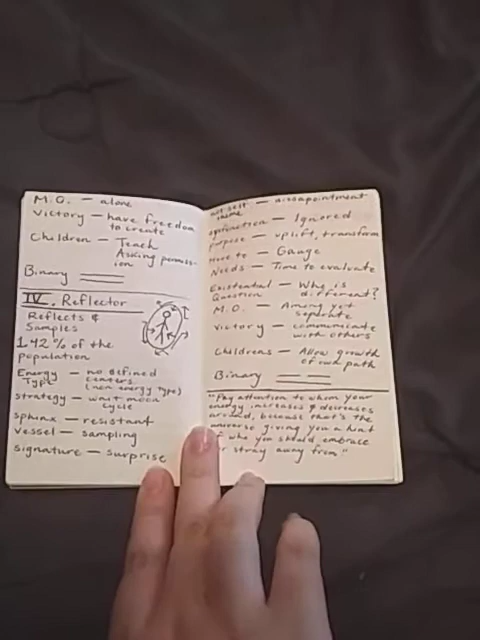 M.O. — alone
Victory — have freedom
to create
Children — Teach
Asking permiss-
ion
Binary
IV. Reflector
Reflects &
Samples
1.42 % of the
population
Energy Type — no defined
centers
(non energy type)
strategy — wait moon
cycle
sphinx — resistant
vessel — sampling
signature — surprise
not self theme — dissapointment
— Ignored
purpose — uplift, transform
— Gauge
Needs — Time to evaluate
Existential Question — Who is
different?
M.O. — Among yet
separate
Victory — communicate
with others
Childrens — Allow growth
of own path
Binary
"Pay attention to whom your
energy increases & decreases
around, because that's the
universe giving you a hint
of who you should embrace
or stray away from"